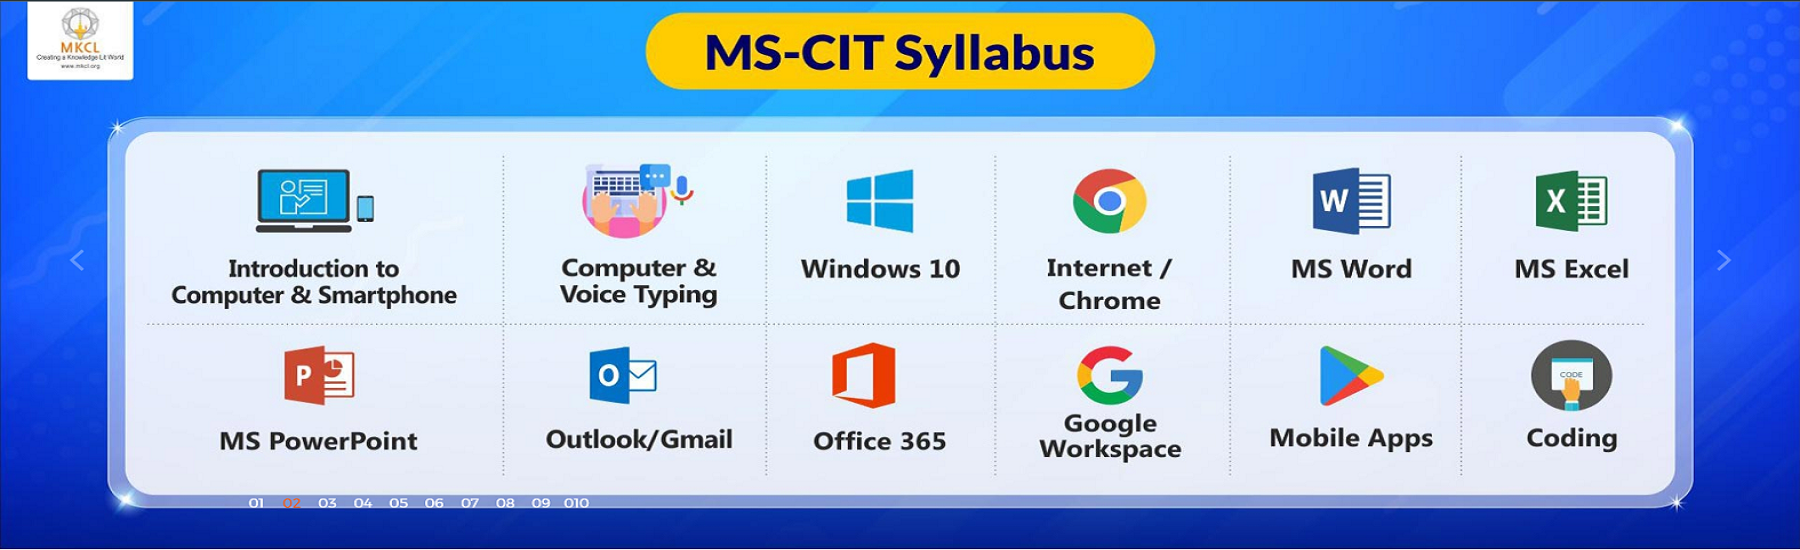 MKCL
Creating a Knowledge Lit World
www.mkcl.org
MS-CIT Syllabus
Introduction to
Computer & Smartphone
Computer &
Voice Typing
Windows 10
Internet /
Chrome
W
MS Word
X
MS Excel
P
MS PowerPoint
O
Outlook/Gmail
Office 365
Google
Workspace
Mobile Apps
CODE
Coding
01 02 03 04 05 06 07 08 09 010